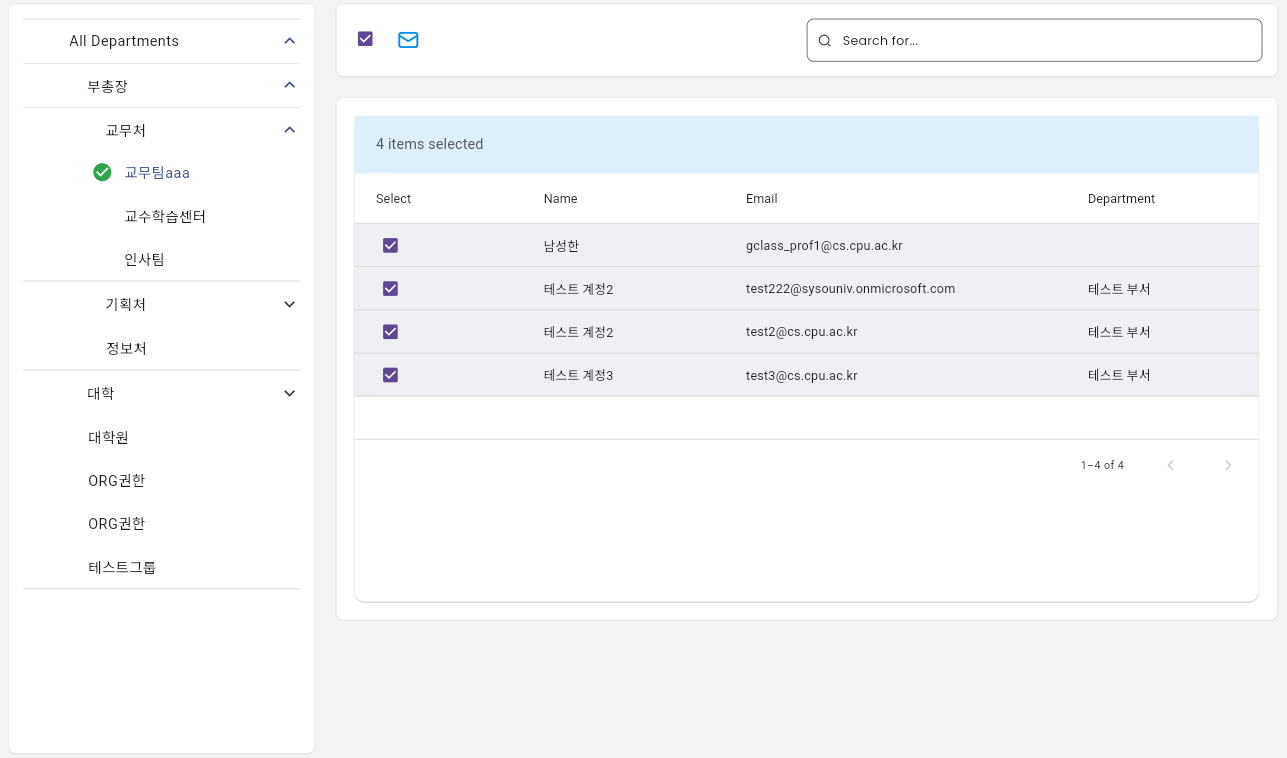 All Departments
부총장
교무처
교무팀aaa
교수학습센터
인사팀
기획처
정보처
대학
대학원
ORG권한
ORG권한
테스트그룹
Search for...
4 items selected
Select Name Email Department
남성한 gclass_prof1@cs.cpu.ac.kr
테스트 계정2 test222@sysouniv.onmicrosoft.com 테스트 부서
테스트 계정2 test2@cs.cpu.ac.kr 테스트 부서
테스트 계정3 test3@cs.cpu.ac.kr 테스트 부서
1–4 of 4